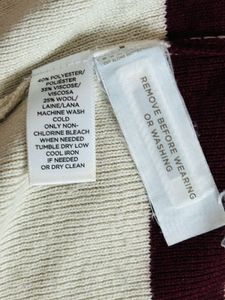 40% POLYESTER/
POLIESTER
35% VISCOSE/
VISCOSA
25% WOOL/
LAINE/LANA
MACHINE WASH
COLD
ONLY NON-
CHLORINE BLEACH
WHEN NEEDED
TUMBLE DRY LOW
COOL IRON
IF NEEDED
OR DRY CLEAN
REMOVE BEFORE WEARING
OR WASHING